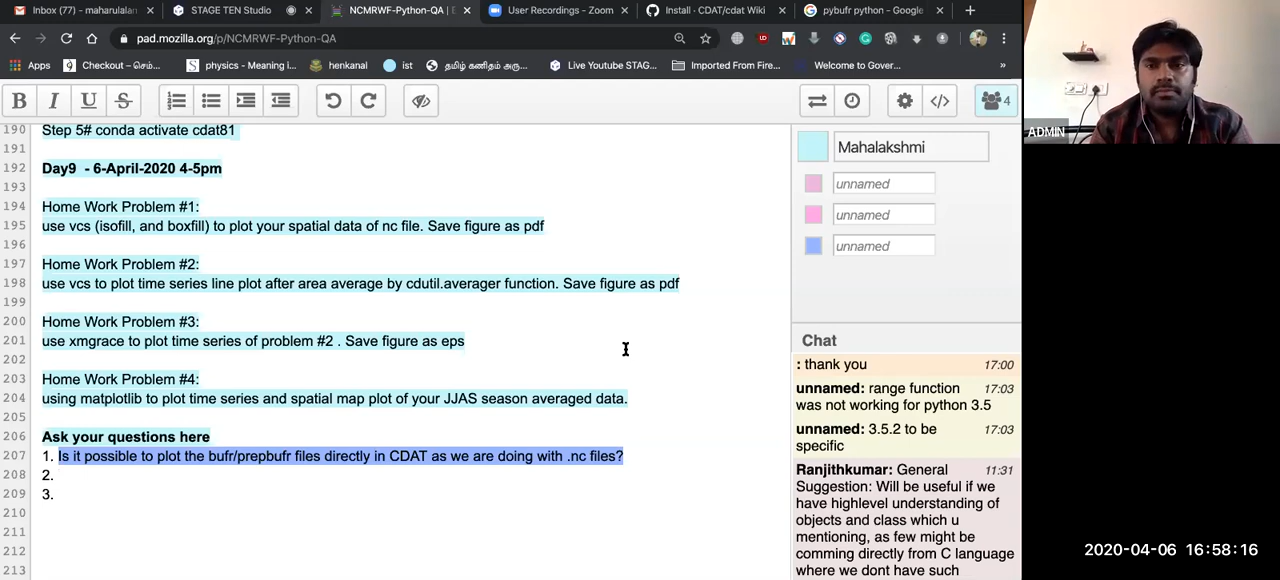 Inbox (77) - maharulalan
STAGE TEN Studio
NCMRWF-Python-QA | E
User Recordings - Zoom
Install · CDAT/cdat Wiki
pybufr python - Google
pad.mozilla.org/p/NCMRWF-Python-QA
Apps
Checkout – செம்...
physics - Meaning I...
henkanal
ist
தமிழ் கணிதம் அரு...
Live Youtube STAG...
Imported From Fire...
Welcome to Gover...
»
B I U S
4
190 Step 5# conda activate cdat81
191
192 Day9 - 6-April-2020 4-5pm
193
194 Home Work Problem #1:
195 use vcs (isofill, and boxfill) to plot your spatial data of nc file. Save figure as pdf
196
197 Home Work Problem #2:
198 use vcs to plot time series line plot after area average by cdutil.averager function. Save figure as pdf
199
200 Home Work Problem #3:
201 use xmgrace to plot time series of problem #2 . Save figure as eps
202
203 Home Work Problem #4:
204 using matplotlib to plot time series and spatial map plot of your JJAS season averaged data.
205
206 Ask your questions here
207 1. Is it possible to plot the bufr/prepbufr files directly in CDAT as we are doing with .nc files?
208 2.
209 3.
210
211
212
213
Mahalakshmi
unnamed
unnamed
unnamed
Chat
: thank you 17:00
unnamed: range function 17:03
was not working for python 3.5
unnamed: 3.5.2 to be 17:03
specific
Ranjithkumar: General 11:31
Suggestion: Will be useful if we
have highlevel understanding of
objects and class which u
mentioning, as few might be
comming directly from C language
where we dont have such
ADMIN
2020-04-06 16:58:16